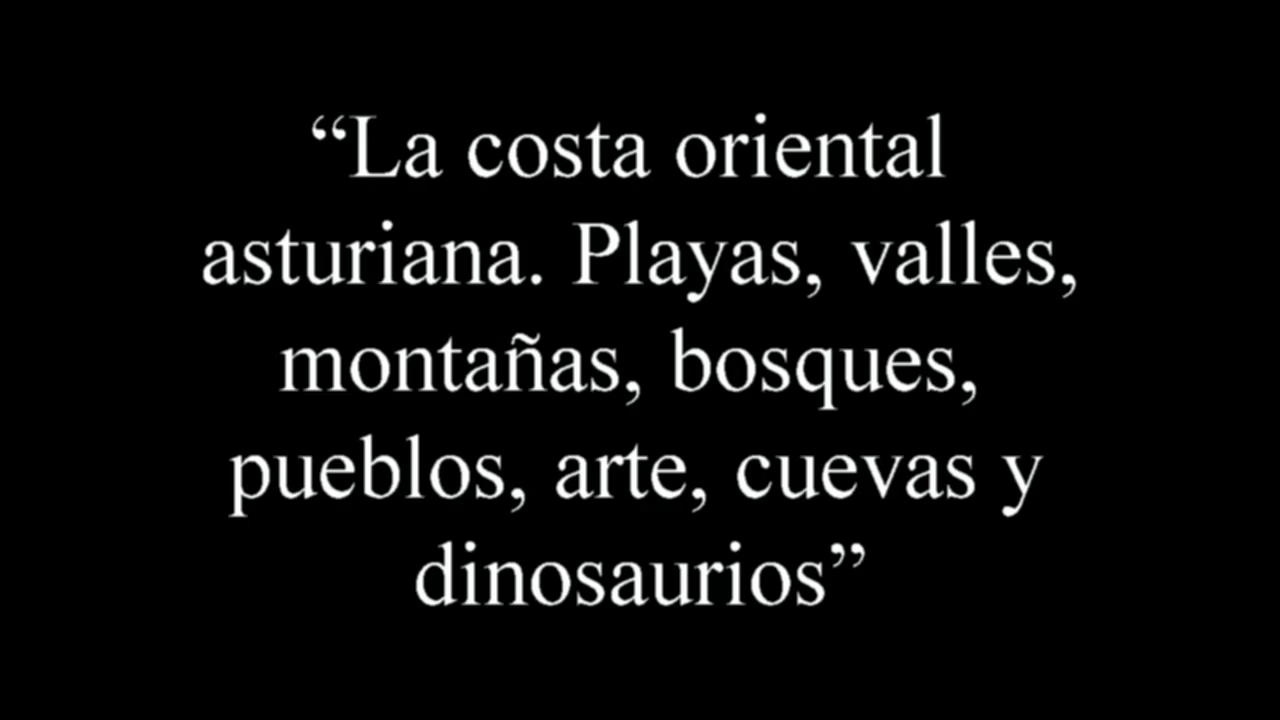 “La costa oriental
asturiana. Playas, valles,
montañas, bosques,
pueblos, arte, cuevas y
dinosaurios”